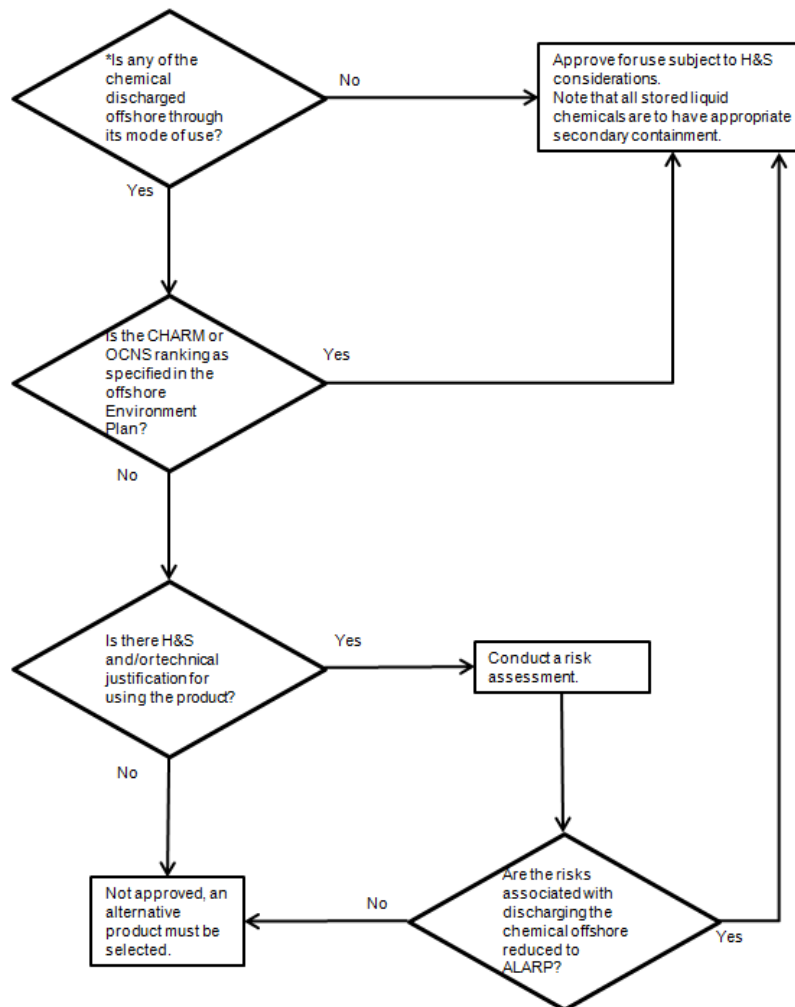 *Is any of the
chemical
discharged
offshore through
its mode of use?
No
Approve for use subject to H&S
considerations.
Note that all stored liquid
chemicals are to have appropriate
secondary containment.
Yes
Is the CHARM or
OCNS ranking as
specified in the
offshore
Environment
Plan?
Yes
No
Is there H&S
and/or technical
justification for
using the product?
Yes
Conduct a risk
assessment.
No
Not approved, an
alternative
product must be
selected.
No
Are the risks
associated with
discharging the
chemical offshore
reduced to
ALARP?
Yes